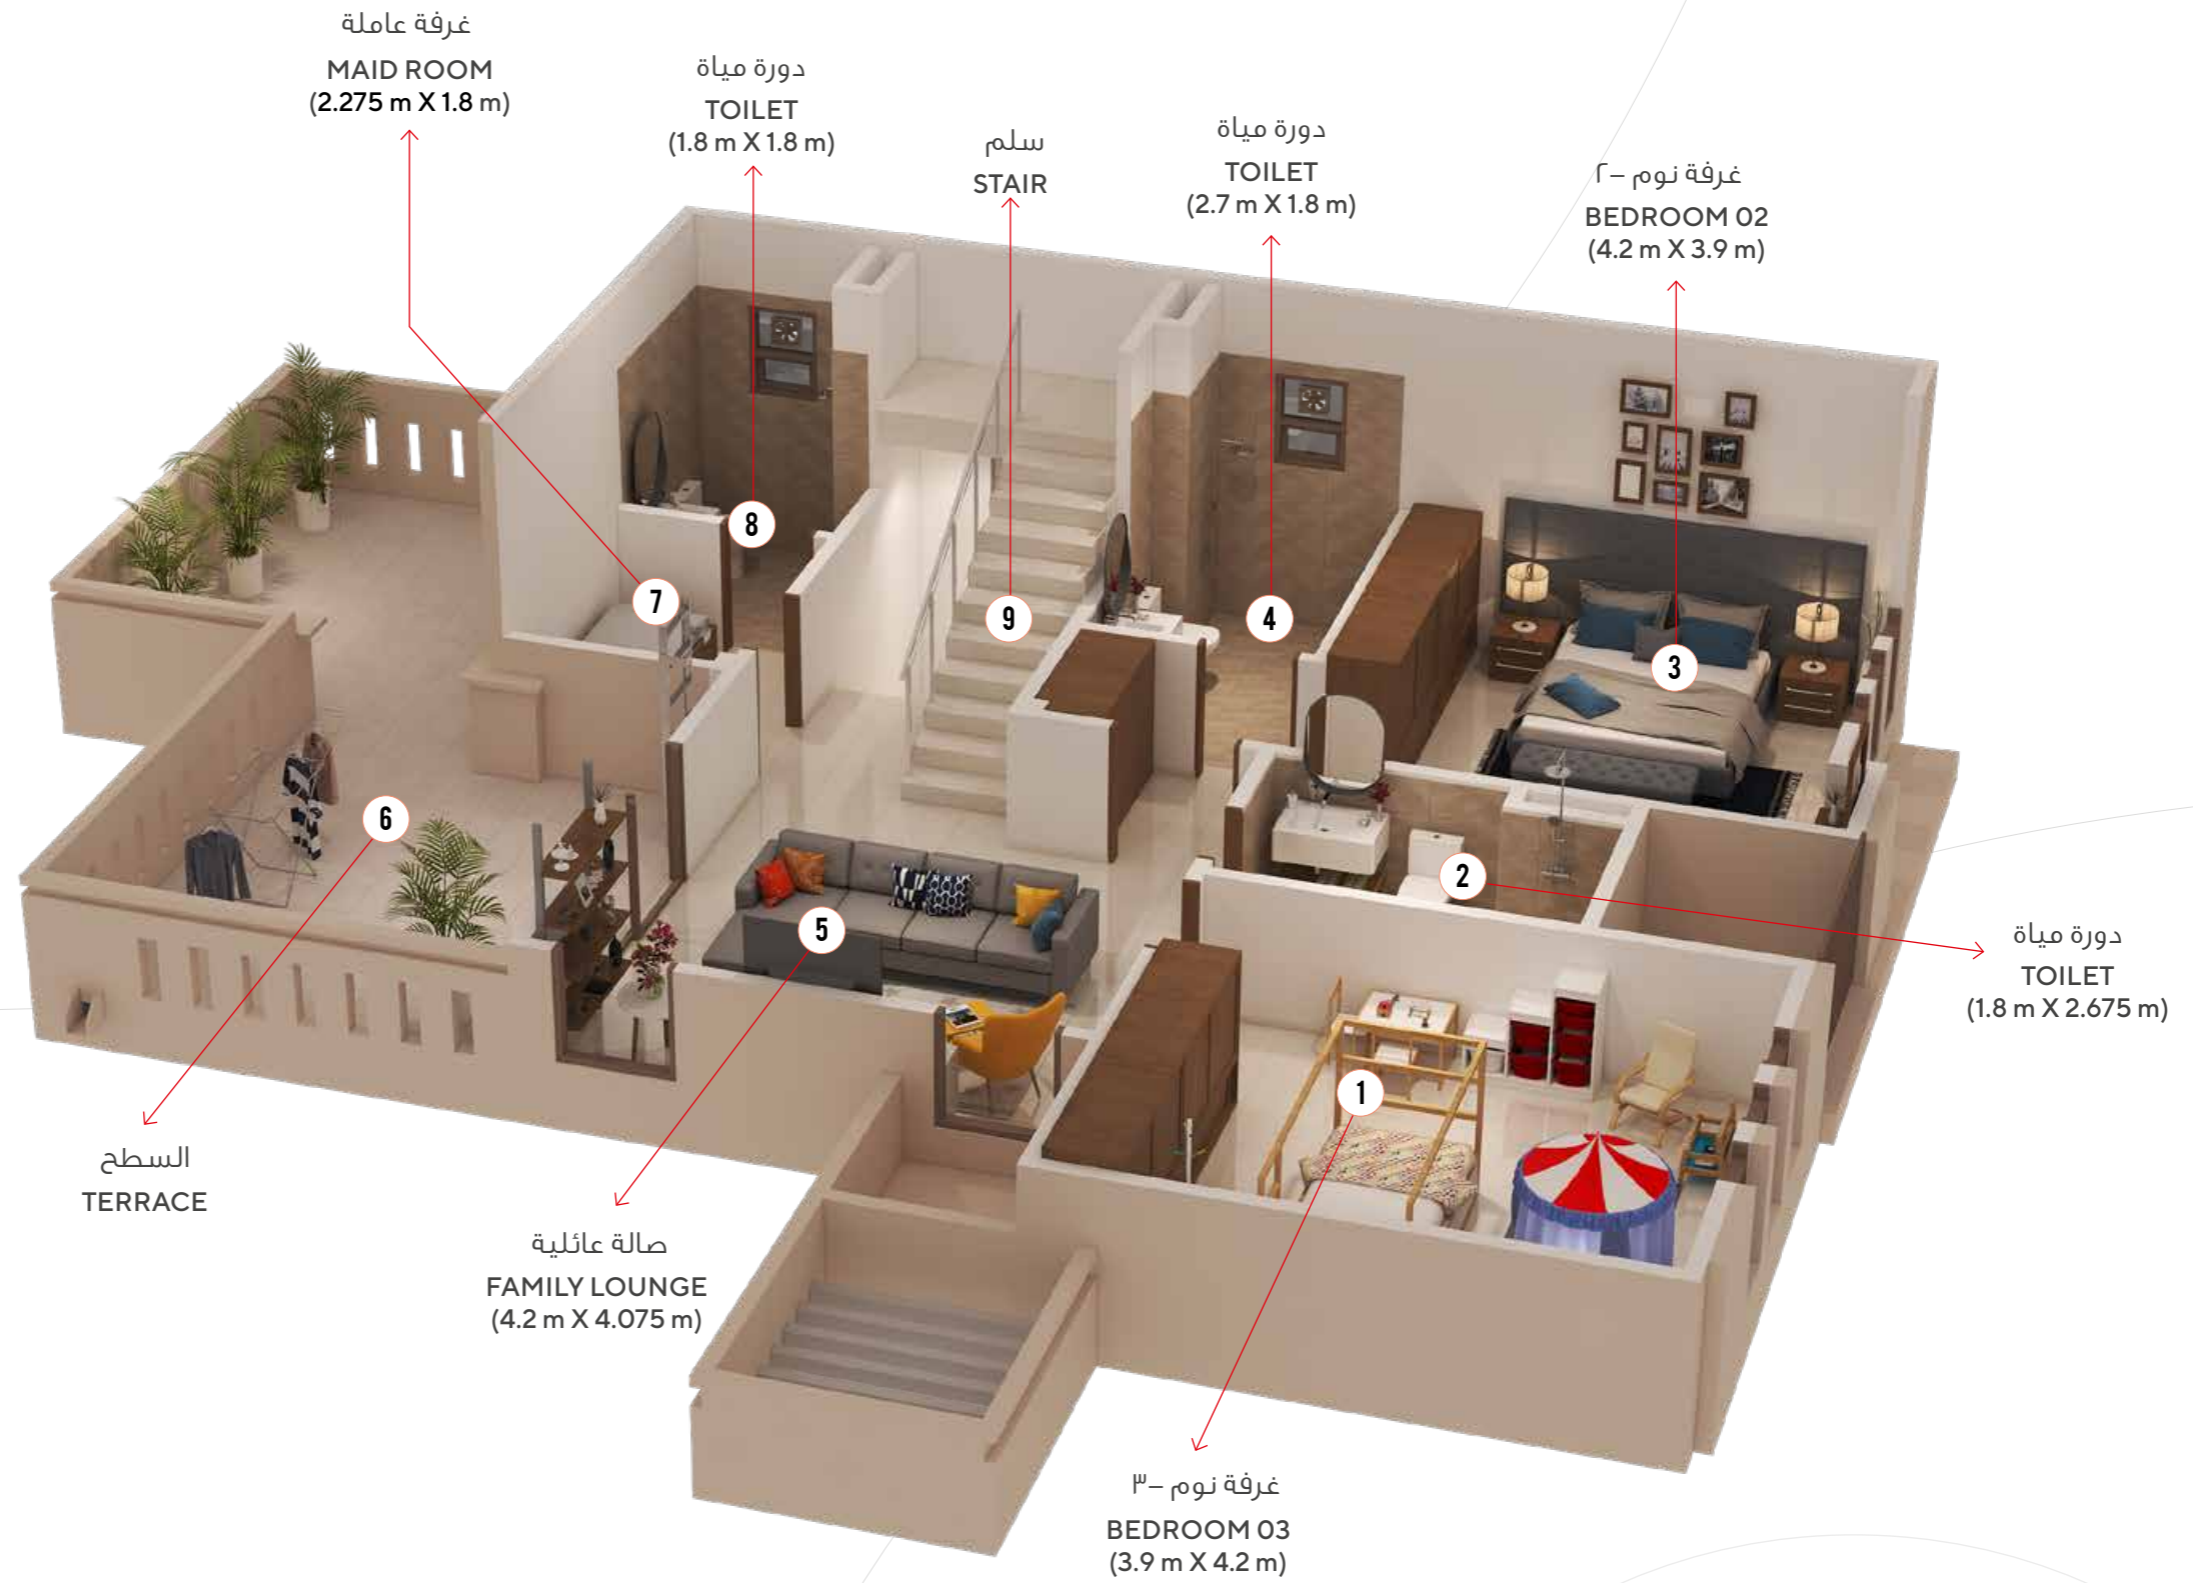 غرفة عاملة
MAID ROOM
(2.275 m X 1.8 m)
دورة مياة
TOILET
(1.8 m X 1.8 m)
سلم
STAIR
دورة مياة
TOILET
(2.7 m X 1.8 m)
غرفة نوم –٢
BEDROOM 02
(4.2 m X 3.9 m)
8
7
9
4
3
6
5
2
1
دورة مياة
TOILET
(1.8 m X 2.675 m)
السطح
TERRACE
صالة عائلية
FAMILY LOUNGE
(4.2 m X 4.075 m)
غرفة نوم –٣
BEDROOM 03
(3.9 m X 4.2 m)